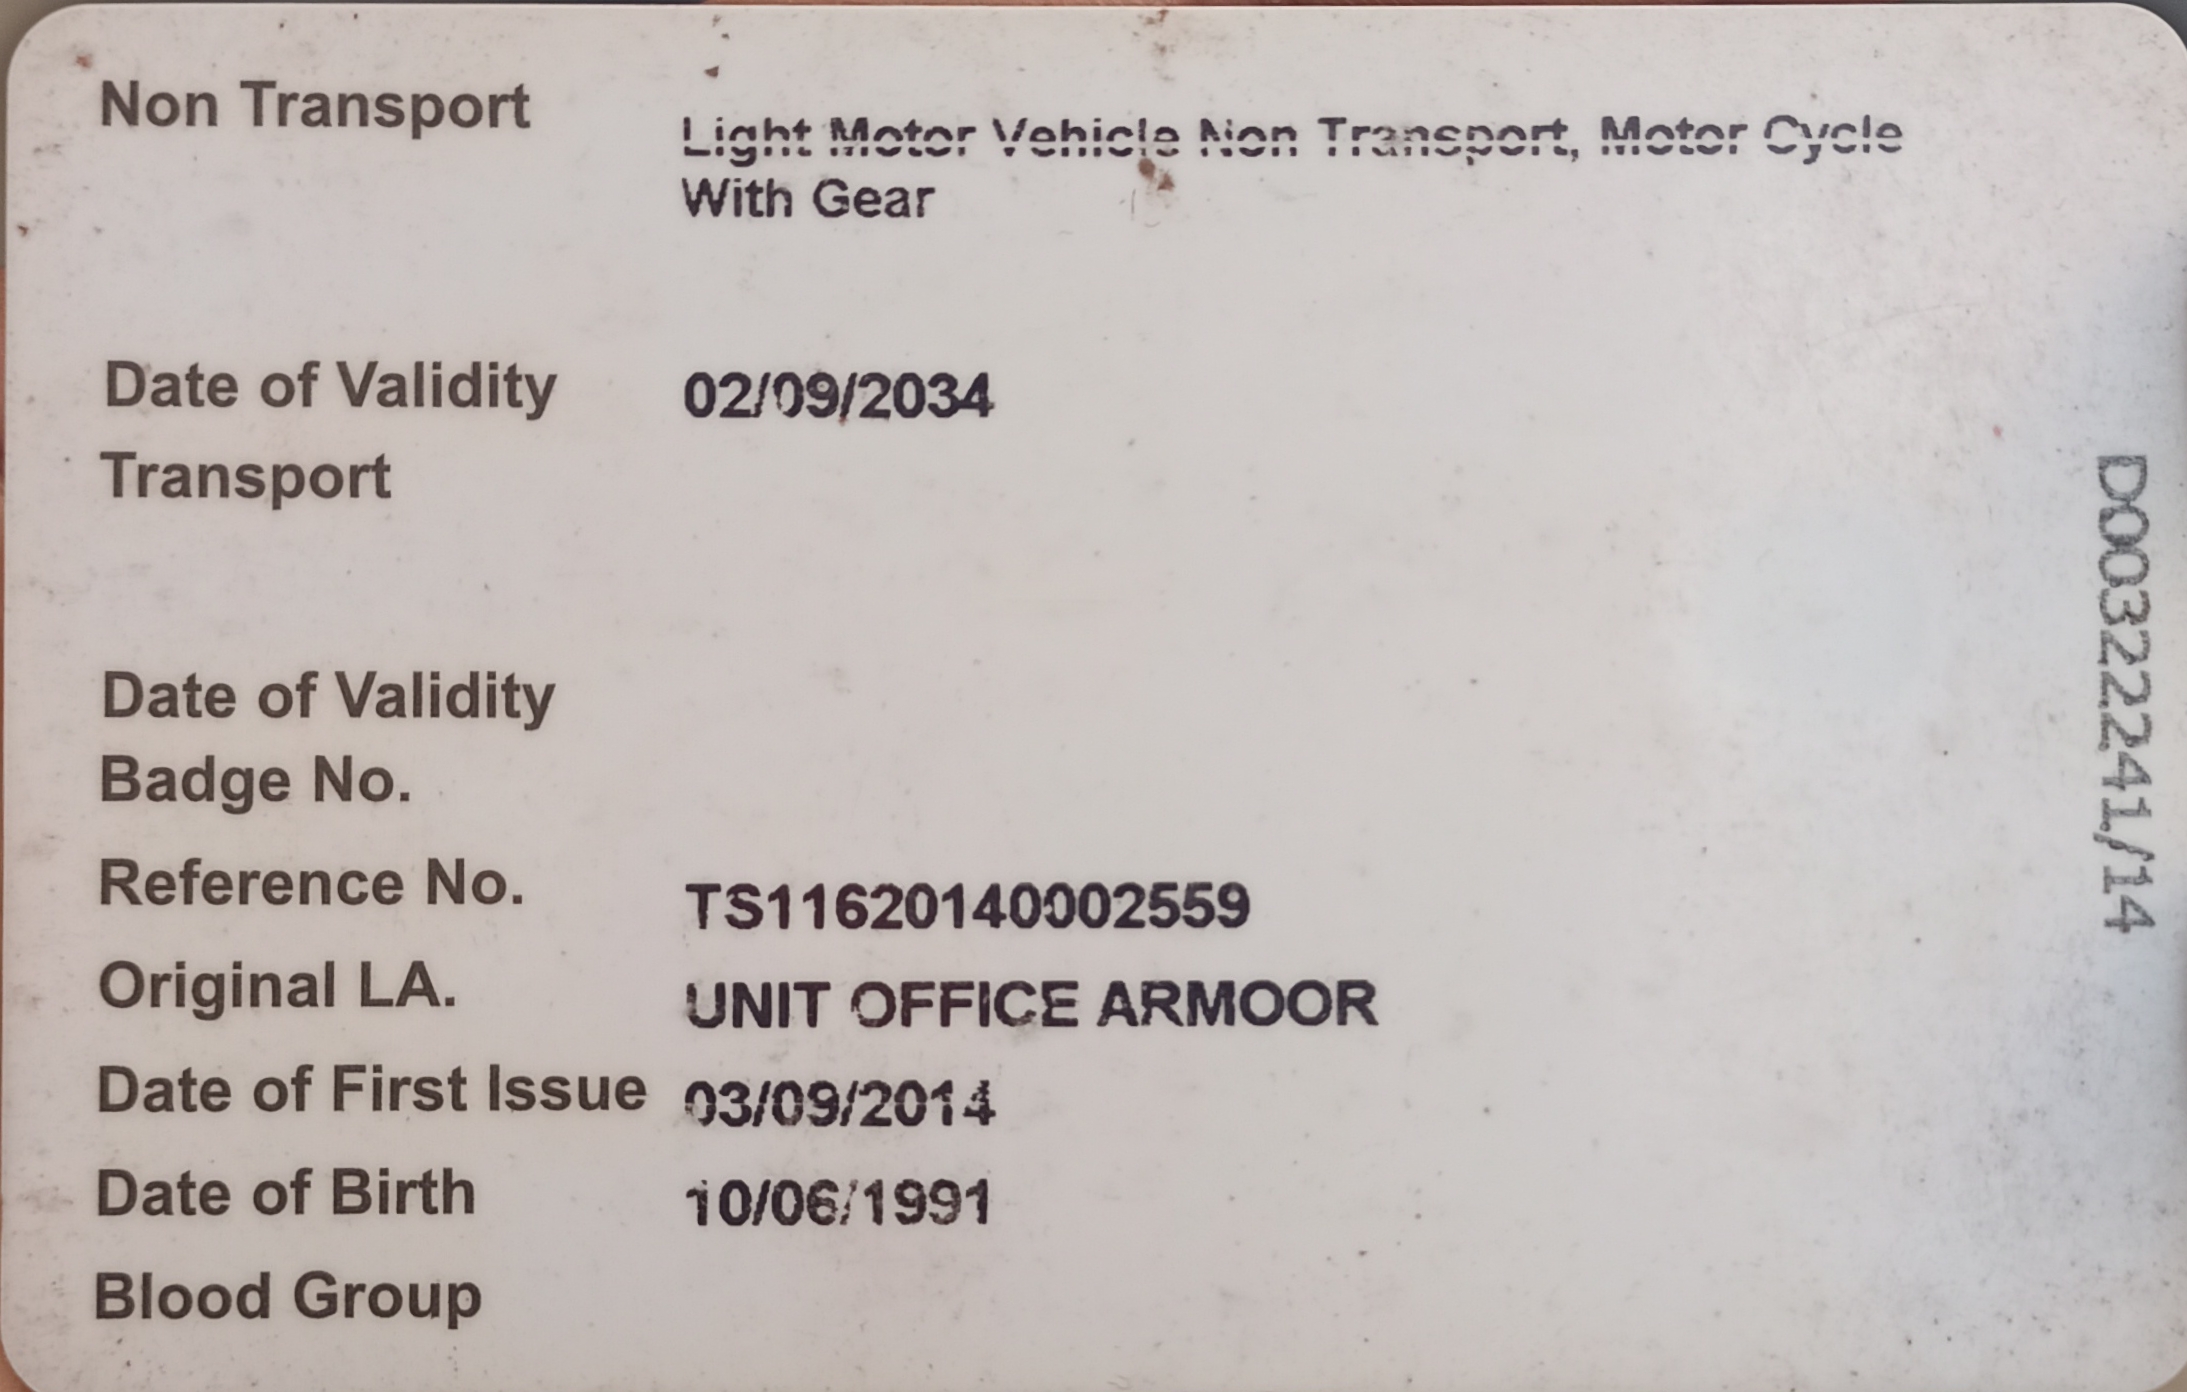 Non Transport Light Motor Vehicle Non Transport, Motor Cycle
With Gear
Date of Validity 02/09/2034
Transport
Date of Validity
Badge No.
Reference No. TS11620140002559
Original LA. UNIT OFFICE ARMOOR
Date of First Issue 03/09/2014
Date of Birth 10/06/1991
Blood Group
D003222241/14